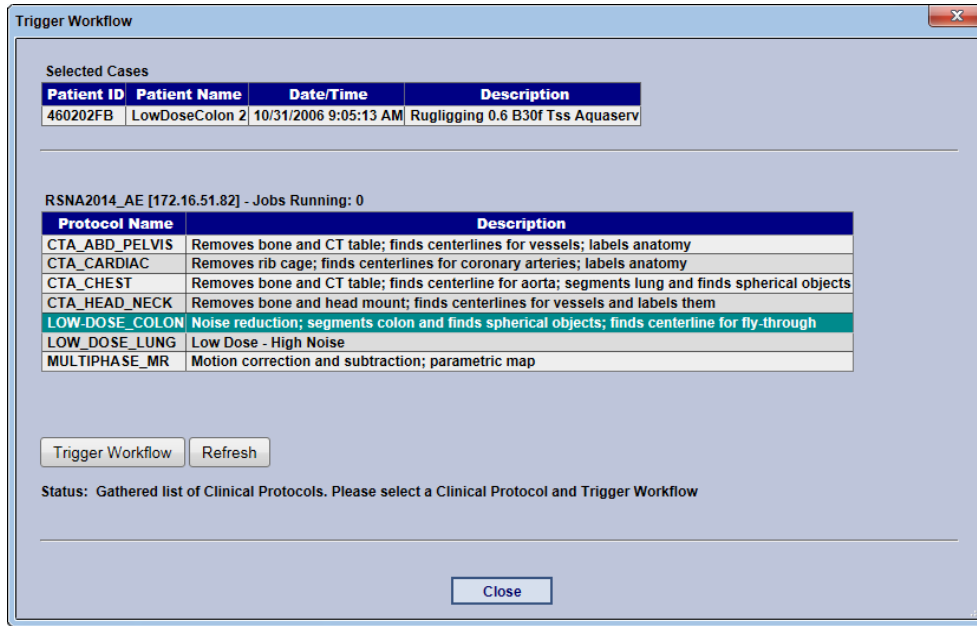 Trigger Workflow
Selected Cases
Patient ID Patient Name Date/Time Description
460202FB LowDoseColon 2 10/31/2006 9:05:13 AM Rugligging 0.6 B30f Tss Aquaserv
RSNA2014_AE [172.16.51.82] - Jobs Running: 0
Protocol Name Description
CTA_ABD_PELVIS Removes bone and CT table; finds centerlines for vessels; labels anatomy
CTA_CARDIAC Removes rib cage; finds centerlines for coronary arteries; labels anatomy
CTA_CHEST Removes bone and CT table; finds centerline for aorta; segments lung and finds spherical objects
CTA_HEAD_NECK Removes bone and head mount; finds centerlines for vessels and labels them
LOW-DOSE_COLON Noise reduction; segments colon and finds spherical objects; finds centerline for fly-through
LOW_DOSE_LUNG Low Dose - High Noise
MULTIPHASE_MR Motion correction and subtraction; parametric map
Trigger Workflow Refresh
Status: Gathered list of Clinical Protocols. Please select a Clinical Protocol and Trigger Workflow
Close